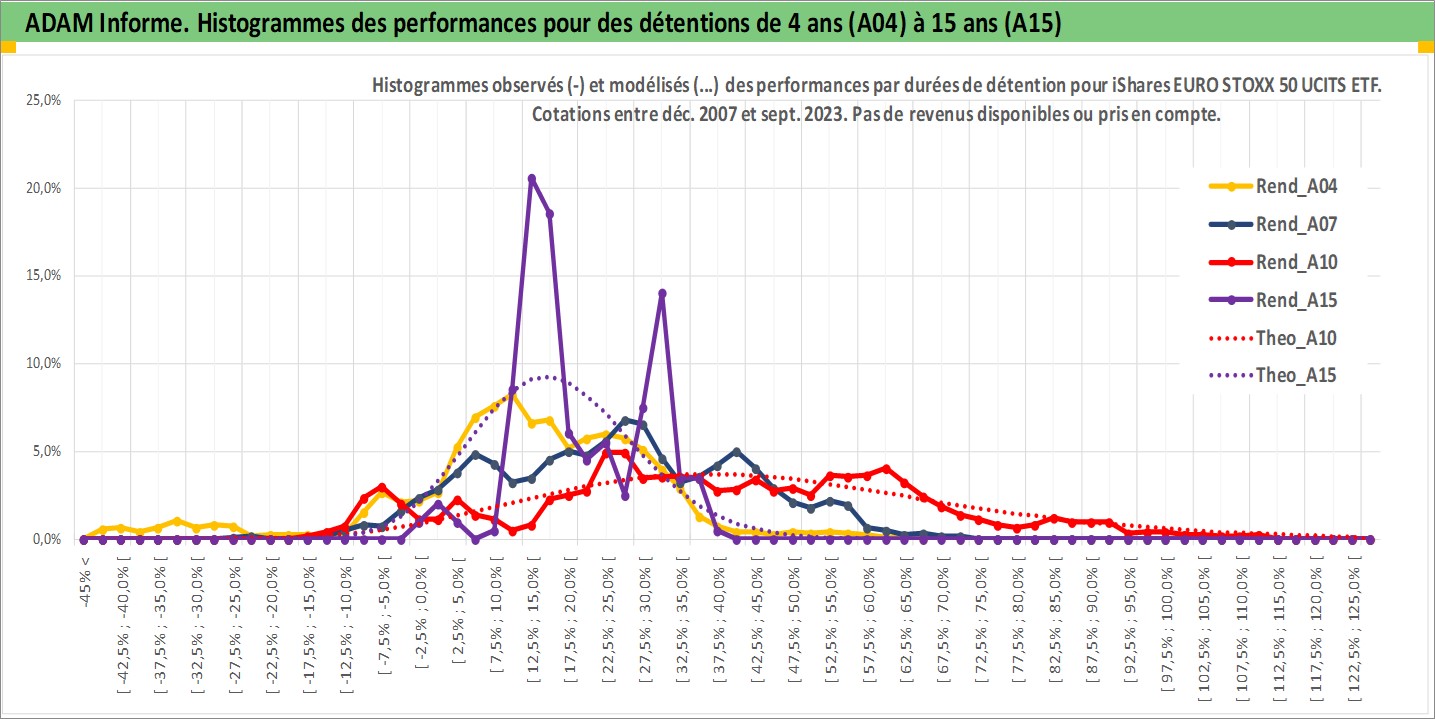 ADAM Informe. Histogrammes des performances pour des détentions de 4 ans (A04) à 15 ans (A15)
Histogrammes observés (-) et modélisés (...) des performances par durées de détention pour iShares EURO STOXX 50 UCITS ETF.
Cotations entre déc. 2007 et sept. 2023. Pas de revenus disponibles ou pris en compte.
25,0%
20,0%
15,0%
10,0%
5,0%
0,0%
Rend_A04
Rend_A07
Rend_A10
Rend_A15
Theo_A10
Theo_A15
-45% <
[ -42,5% ; -40,0% [
[ -37,5% ; -35,0% [
[ -32,5% ; -30,0% [
[ -27,5% ; -25,0% [
[ -22,5% ; -20,0% [
[ -17,5% ; -15,0% [
[ -12,5% ; -10,0% [
[ -7,5% ; -5,0% [
[ -2,5% ; 0,0% [
[ 2,5% ; 5,0% [
[ 7,5% ; 10,0% [
[ 12,5% ; 15,0% [
[ 17,5% ; 20,0% [
[ 22,5% ; 25,0% [
[ 27,5% ; 30,0% [
[ 32,5% ; 35,0% [
[ 37,5% ; 40,0% [
[ 42,5% ; 45,0% [
[ 47,5% ; 50,0% [
[ 52,5% ; 55,0% [
[ 57,5% ; 60,0% [
[ 62,5% ; 65,0% [
[ 67,5% ; 70,0% [
[ 72,5% ; 75,0% [
[ 77,5% ; 80,0% [
[ 82,5% ; 85,0% [
[ 87,5% ; 90,0% [
[ 92,5% ; 95,0% [
[ 97,5% ; 100,0% [
[ 102,5% ; 105,0% [
[ 107,5% ; 110,0% [
[ 112,5% ; 115,0% [
[ 117,5% ; 120,0% [
[ 122,5% ; 125,0% [